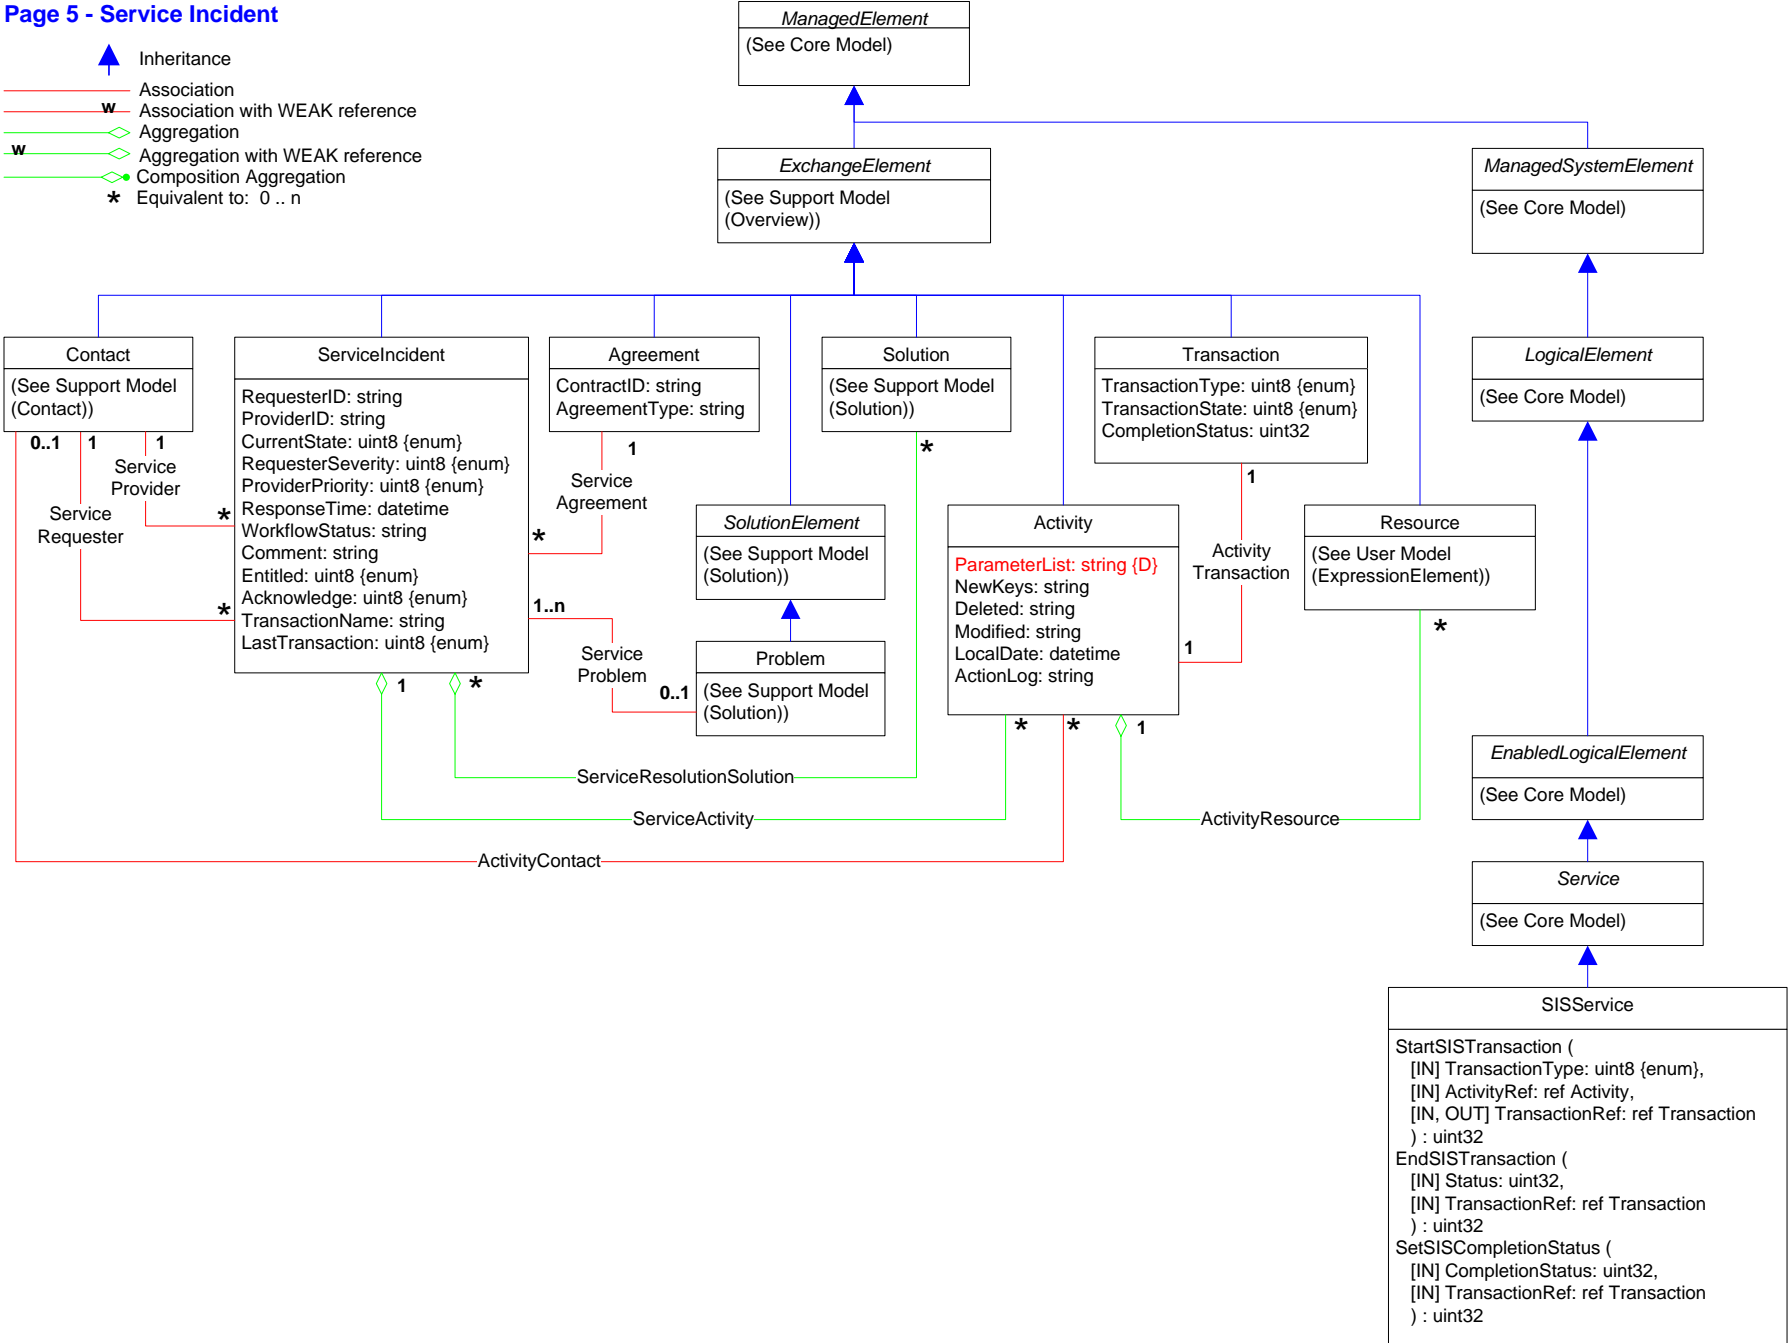 Page 5 - Service Incident
Inheritance
Association
w
Association with WEAK reference
Aggregation
w
Aggregation with WEAK reference
Composition Aggregation
* Equivalent to: 0 .. n
ManagedElement
(See Core Model)
ExchangeElement
(See Support Model
(Overview))
ManagedSystemElement
(See Core Model)
Contact
(See Support Model
(Contact))
ServiceIncident
RequesterID: string
ProviderID: string
CurrentState: uint8 {enum}
RequesterSeverity: uint8 {enum}
ProviderPriority: uint8 {enum}
ResponseTime: datetime
WorkflowStatus: string
Comment: string
Entitled: uint8 {enum}
Acknowledge: uint8 {enum}
TransactionName: string
LastTransaction: uint8 {enum}
Agreement
ContractID: string
AgreementType: string
Solution
(See Support Model
(Solution))
Transaction
TransactionType: uint8 {enum}
TransactionState: uint8 {enum}
CompletionStatus: uint32
LogicalElement
(See Core Model)
0..1
1
1
Service
Provider
*
Service
Requester
*
1
Service
Agreement
*
*
1
SolutionElement
(See Support Model
(Solution))
Activity
ParameterList: string {D}
NewKeys: string
Deleted: string
Modified: string
LocalDate: datetime
ActionLog: string
Activity
Transaction
1
Resource
(See User Model
(ExpressionElement))
*
1..n
Service
Problem
0..1
Problem
(See Support Model
(Solution))
1
*
*
*
1
ServiceResolutionSolution
ServiceActivity
ActivityResource
ActivityContact
EnabledLogicalElement
(See Core Model)
Service
(See Core Model)
SISService
StartSISTransaction (
[IN] TransactionType: uint8 {enum},
[IN] ActivityRef: ref Activity,
[IN, OUT] TransactionRef: ref Transaction
) : uint32
EndSISTransaction (
[IN] Status: uint32,
[IN] TransactionRef: ref Transaction
) : uint32
SetSISCompletionStatus (
[IN] CompletionStatus: uint32,
[IN] TransactionRef: ref Transaction
) : uint32